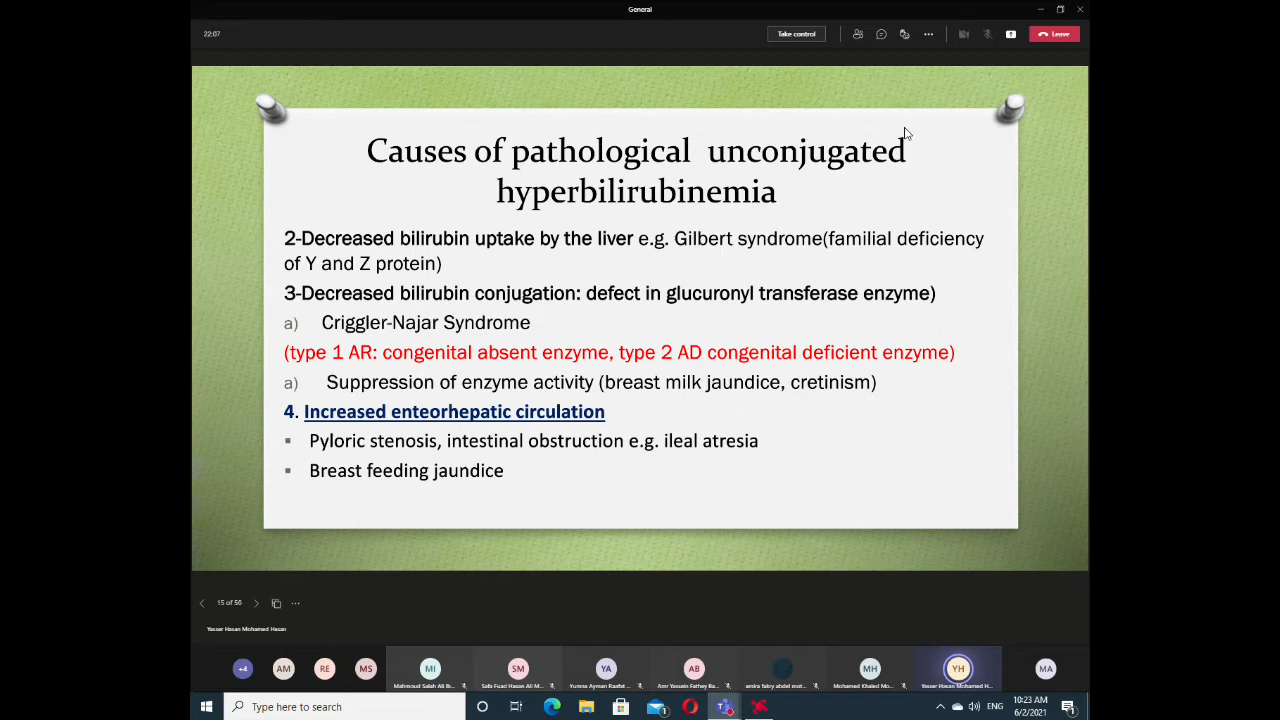 General
22:07
Take control
Leave
Causes of pathological unconjugated
hyperbilirubinemia
2-Decreased bilirubin uptake by the liver e.g. Gilbert syndrome(familial deficiency
of Y and Z protein)
3-Decreased bilirubin conjugation: defect in glucuronyl transferase enzyme)
a) Criggler-Najar Syndrome
(type 1 AR: congenital absent enzyme, type 2 AD congenital deficient enzyme)
a) Suppression of enzyme activity (breast milk jaundice, cretinism)
4. Increased enteorhepatic circulation
Pyloric stenosis, intestinal obstruction e.g. ileal atresia
Breast feeding jaundice
15 of 56
Yasser Hasan Mohamed Hasan
+4 AM RE MS MI SM YA AB MH YH MA
Mahmoud Salah Ali Ib... Safa Fuad Hasan Ali M... Yumna Ayman Raafat ... Amr Yassein Fathey Ba... amira fakry abdel mot... Mohamed Khaled Mo... Yasser Hasan Mohamed H...
Type here to search
ENG
10:23 AM
6/2/2021